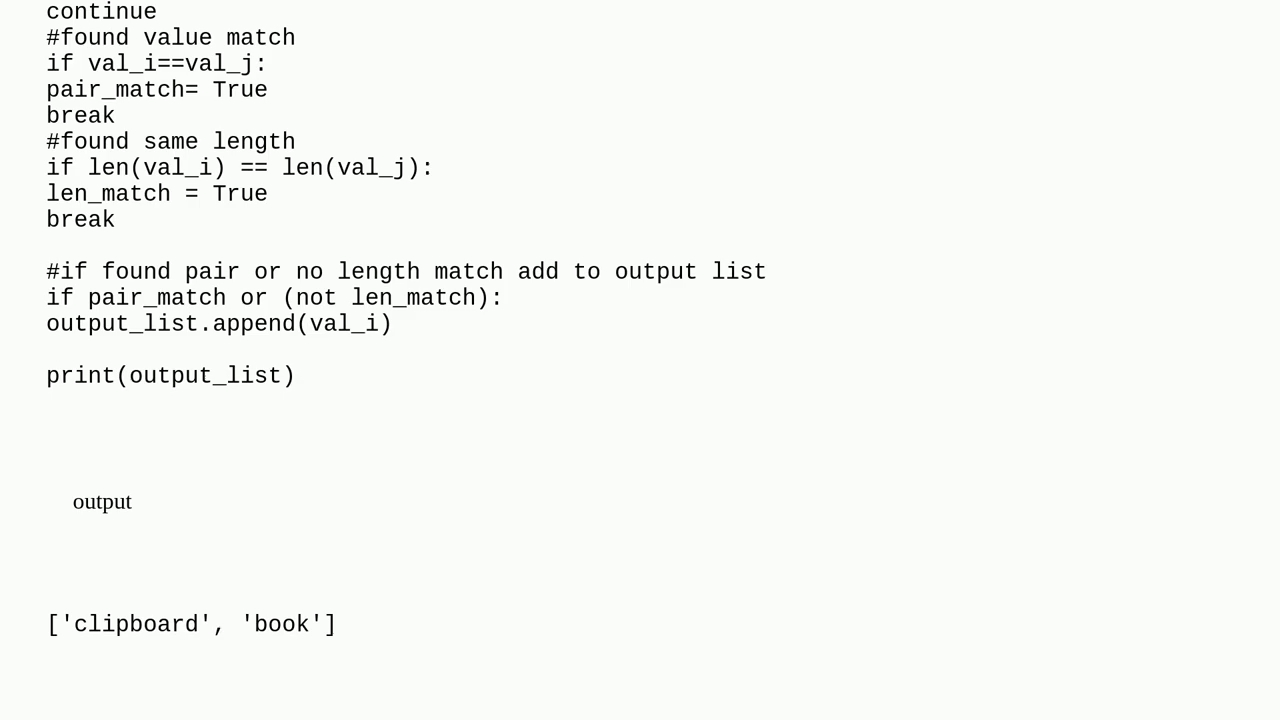 continue
#found value match
if val_i==val_j:
pair_match= True
break
#found same length
if len(val_i) == len(val_j):
len_match = True
break
#if found pair or no length match add to output list
if pair_match or (not len_match):
output_list.append(val_i)
print(output_list)
output
['clipboard', 'book']